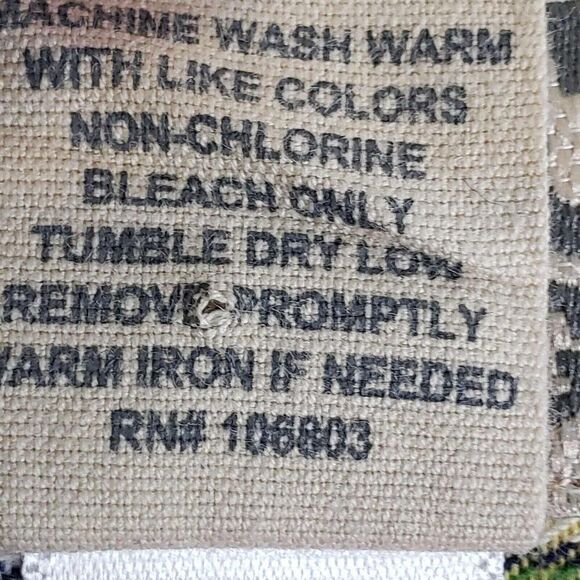 MACHINE WASH WARM
WITH LIKE COLORS
NON-CHLORINE
BLEACH ONLY
TUMBLE DRY LOW
REMOVE PROMPTLY
WARM IRON IF NEEDED
RN# 106803